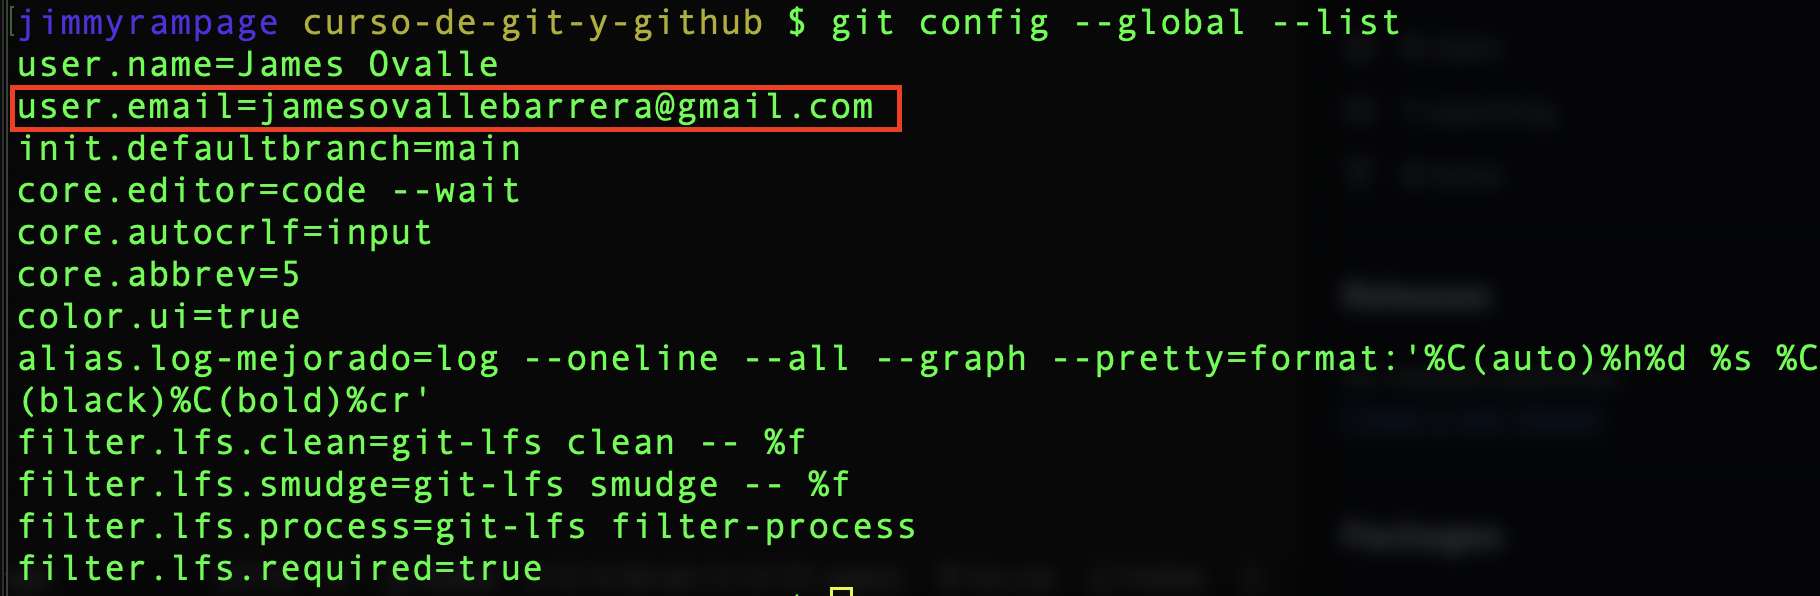 jimmyrampage curso-de-git-y-github $ git config --global --list
user.name=James Ovalle
user.email=jamesovallebarrera@gmail.com
init.defaultbranch=main
core.editor=code --wait
core.autocrlf=input
core.abbrev=5
color.ui=true
alias.log-mejorado=log --oneline --all --graph --pretty=format:'%C(auto)%h%d %s %C
(black)%C(bold)%cr'
filter.lfs.clean=git-lfs clean -- %f
filter.lfs.smudge=git-lfs smudge -- %f
filter.lfs.process=git-lfs filter-process
filter.lfs.required=true
Releases
Packages